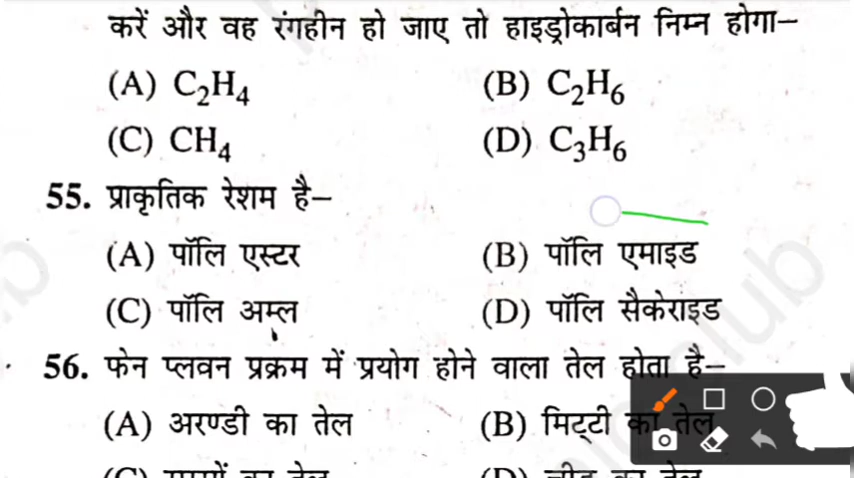 करें और वह रंगहीन हो जाए तो हाइड्रोकार्बन निम्न होगा–
(A) C₂H₄ (B) C₂H₆
(C) CH₄ (D) C₃H₆
55. प्राकृतिक रेशम है–
(A) पॉलि एस्टर (B) पॉलि एमाइड
(C) पॉलि अम्ल (D) पॉलि सैकेराइड
56. फेन प्लवन प्रक्रम में प्रयोग होने वाला तेल होता है–
(A) अरण्डी का तेल (B) मिट्टी का तेल
club